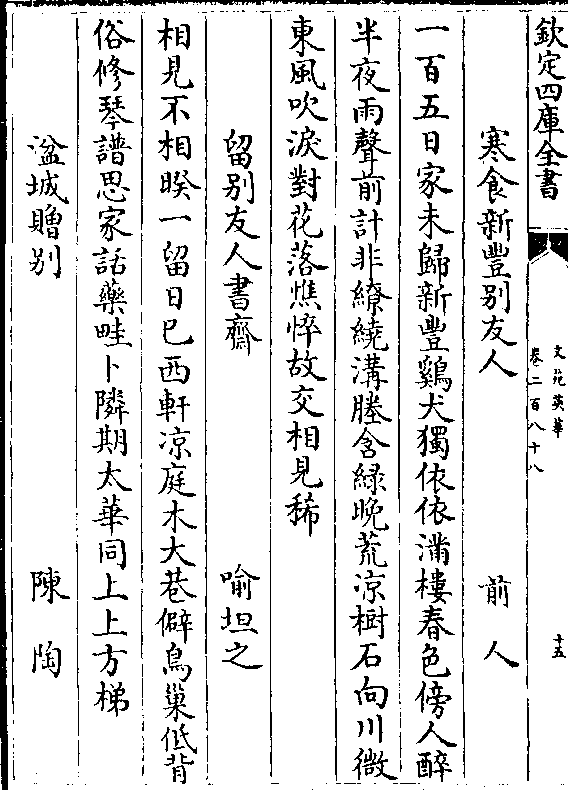 欽定四庫全書
文苑英華
卷二百八十八
十五
寒食新豐别友人 前人
一百五日家未歸新豐鷄犬獨依依滿樓春色傍人醉
半夜雨聲前計非繚繞溝塍含緑晚荒凉樹石向川微
東風吹淚對花落憔悴故交相見稀
留别友人書齋 喻坦之
相見不相睽一留日已西軒凉庭木大巷僻鳥巢低背
俗修琴譜思家話藥畦卜隣期太華同上上方梯
湓城贈别 陳陶